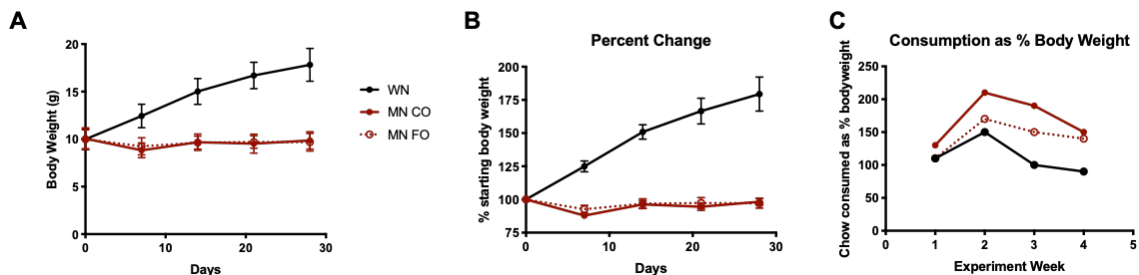 A
Body Weight (g)
20
15
10
5
0
0
10
20
30
Days
WN
MN CO
MN FO
B
Percent Change
% starting body weight
200
175
150
125
100
75
0
10
20
30
Days
C
Consumption as % Body Weight
Chow consumed as % bodyweight
250
200
150
100
50
0
0
1
2
3
4
5
Experiment Week